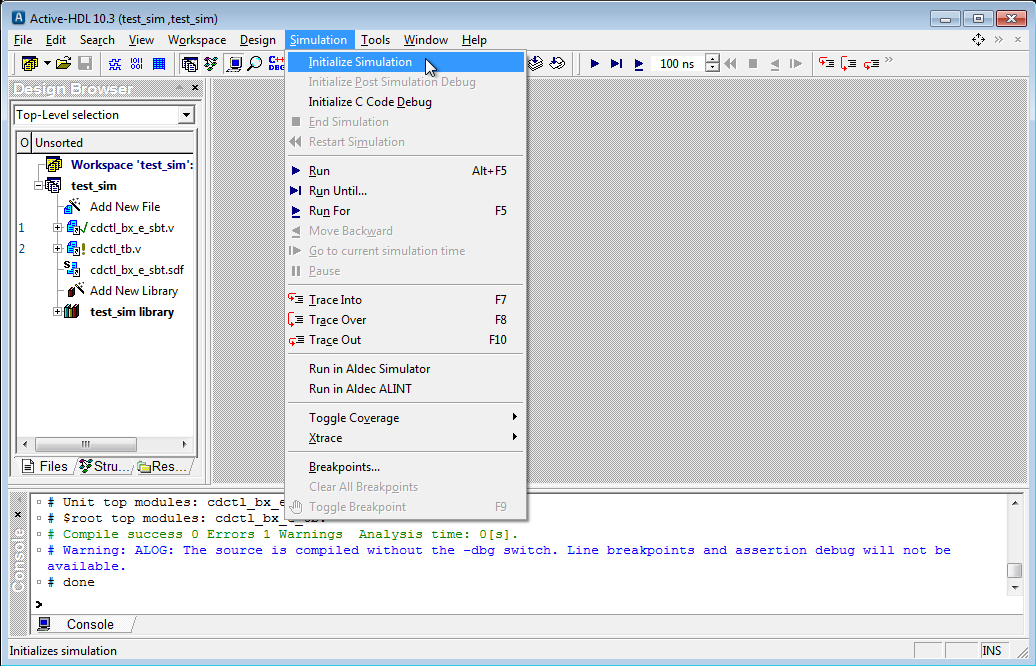 Active-HDL 10.3 (test_sim ,test_sim)
File Edit Search View Workspace Design Simulation Tools Window Help
100 ns
Design Browser
Top-Level selection
O Unsorted
Workspace 'test_sim':
test_sim
Add New File
1 cdctl_bx_e_sbt.v
2 cdctl_tb.v
cdctl_bx_e_sbt.sdf
Add New Library
test_sim library
Files Stru... Res...
Initialize Simulation
Initialize Post Simulation Debug
Initialize C Code Debug
End Simulation
Restart Simulation
Run Alt+F5
Run Until...
Run For F5
Move Backward
Go to current simulation time
Pause
Trace Into F7
Trace Over F8
Trace Out F10
Run in Aldec Simulator
Run in Aldec ALINT
Toggle Coverage
Xtrace
Breakpoints...
Clear All Breakpoints
Toggle Breakpoint F9
Console
# Unit top modules: cdctl_bx_e
# $root top modules: cdctl_bx_e_sbt
# Compile success 0 Errors 1 Warnings Analysis time: 0[s].
# Warning: ALOG: The source is compiled without the -dbg switch. Line breakpoints and assertion debug will not be
available.
# done
>
Console
Initializes simulation
INS